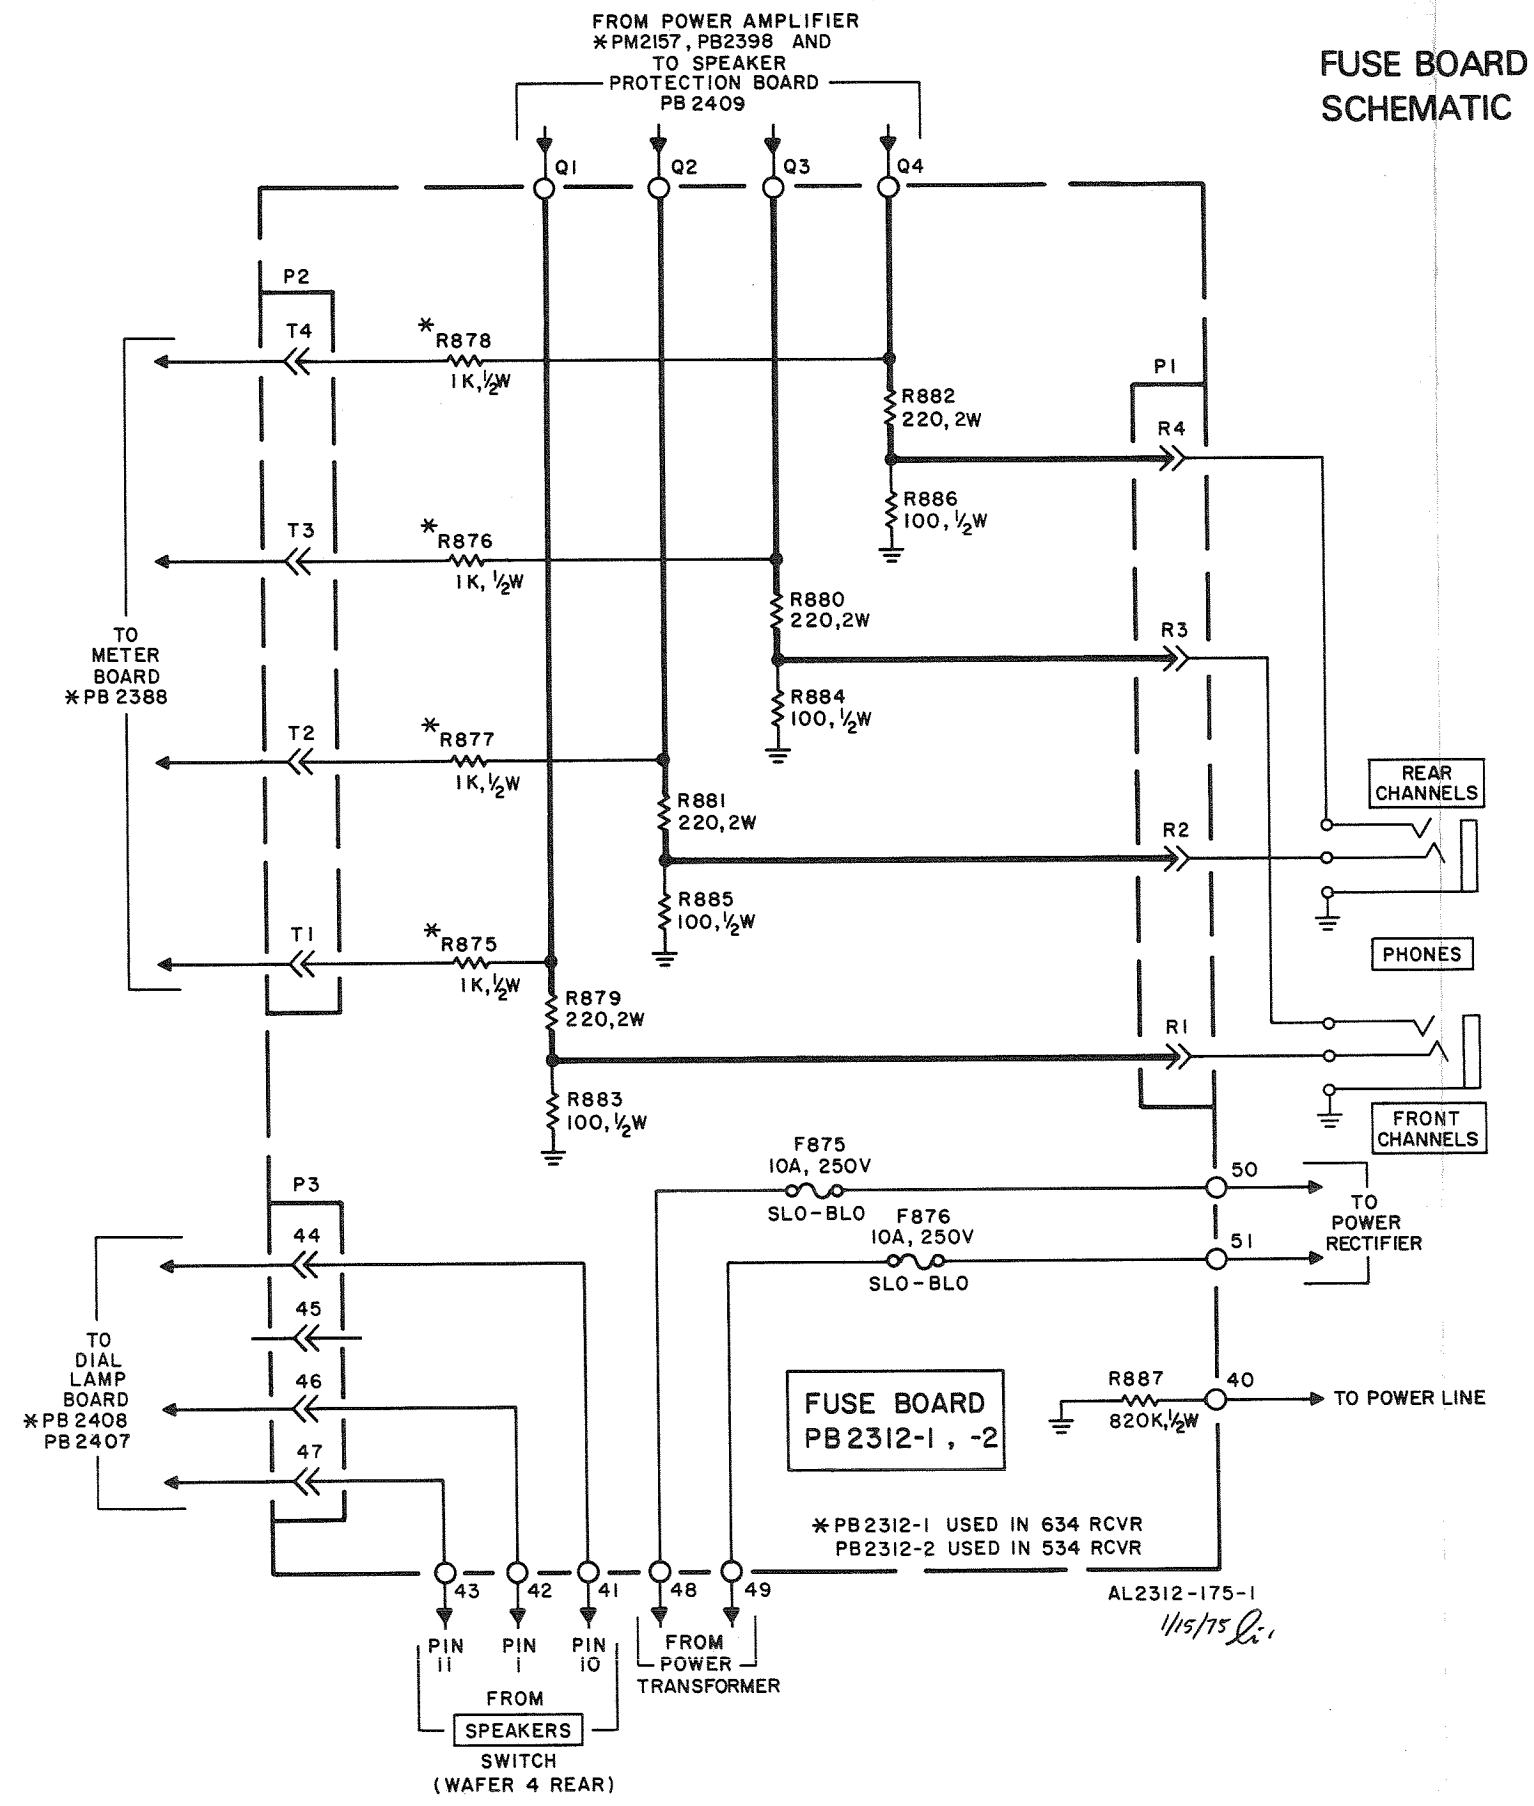 FROM POWER AMPLIFIER
*PM2157, PB2398 AND
TO SPEAKER
PROTECTION BOARD
PB 2409
FUSE BOARD
SCHEMATIC
Q1
Q2
Q3
Q4
P2
T4
*
R878
1K, ½W
R882
220, 2W
P1
R4
R886
100, ½W
T3
*
R876
1K, ½W
R880
220, 2W
R3
R884
100, ½W
TO
METER
BOARD
*PB 2388
T2
*
R877
1K, ½W
R881
220, 2W
R2
R885
100, ½W
REAR
CHANNELS
PHONES
T1
*
R875
1K, ½W
R879
220, 2W
R1
R883
100, ½W
FRONT
CHANNELS
F875
10A, 250V
SLO-BLO
50
F876
10A, 250V
SLO-BLO
51
TO
POWER
RECTIFIER
P3
44
45
46
47
TO
DIAL
LAMP
BOARD
*PB 2408
PB 2407
FUSE BOARD
PB 2312-1, -2
R887
820K, ½W
40
TO POWER LINE
*PB2312-1 USED IN 634 RCVR
PB2312-2 USED IN 534 RCVR
43
42
41
48
49
AL2312-175-1
1/15/75
PIN
11
PIN
1
PIN
10
FROM
POWER
TRANSFORMER
FROM
SPEAKERS
SWITCH
(WAFER 4 REAR)